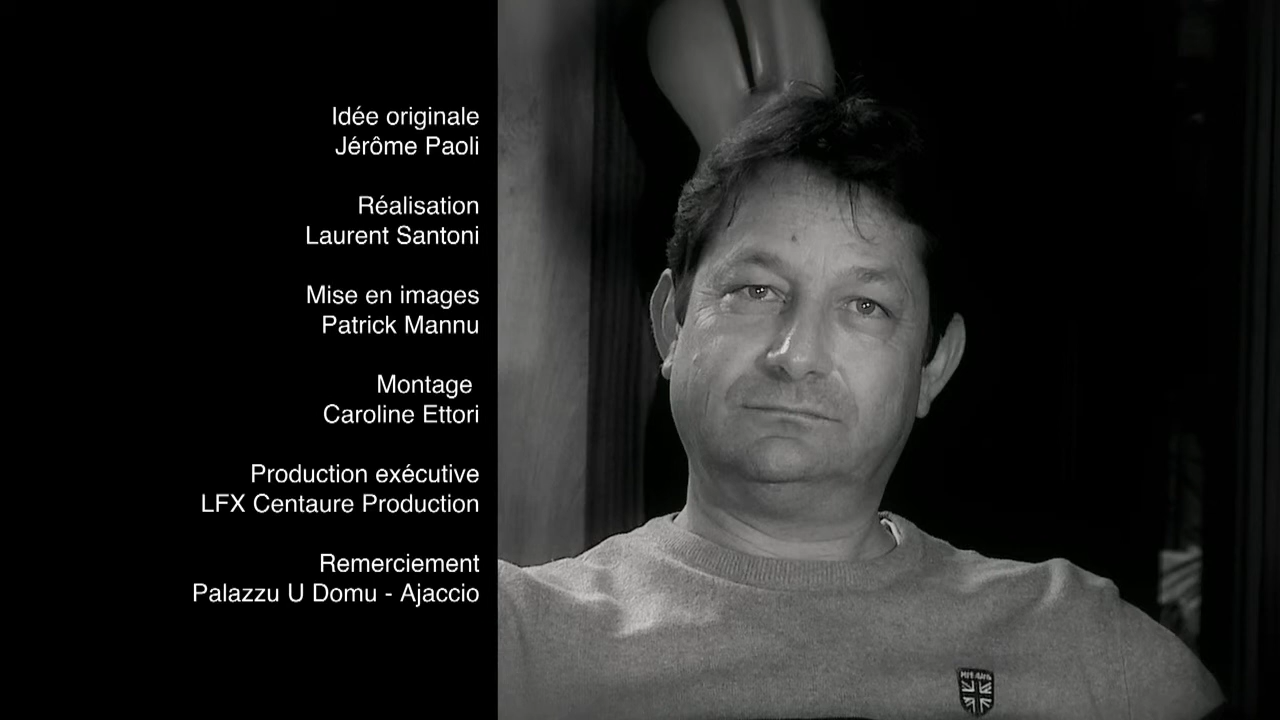 Idée originale
Jérôme Paoli
Réalisation
Laurent Santoni
Mise en images
Patrick Mannu
Montage
Caroline Ettori
Production exécutive
LFX Centaure Production
Remerciement
Palazzu U Domu - Ajaccio